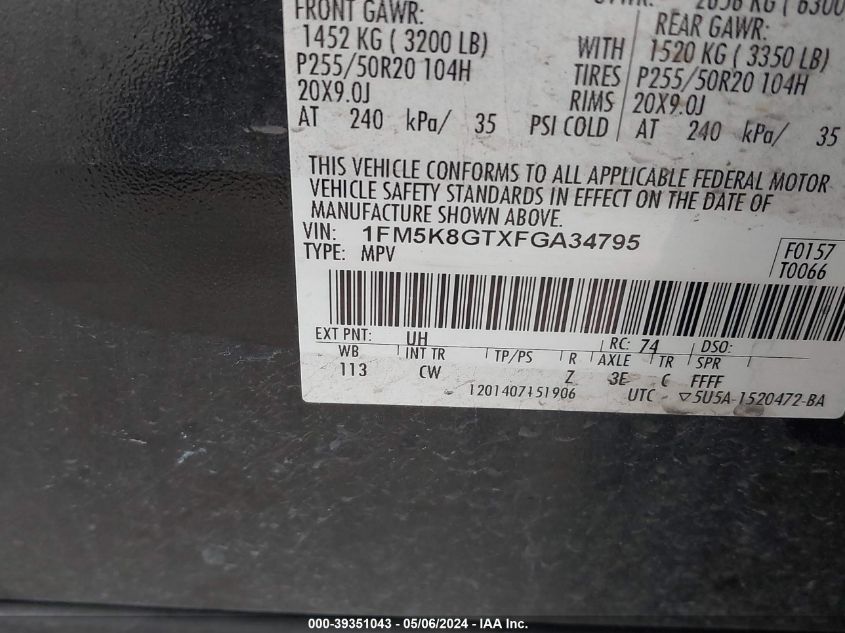 FRONT GAWR:
1452 KG ( 3200 LB)
P255/50R20 104H
20X9.0J
AT 240 kPa/ 35 PSI COLD
WITH
TIRES
RIMS
REAR GAWR:
1520 KG ( 3350 LB)
P255/50R20 104H
20X9.0J
AT 240 kPa/ 35
THIS VEHICLE CONFORMS TO ALL APPLICABLE FEDERAL MOTOR
VEHICLE SAFETY STANDARDS IN EFFECT ON THE DATE OF
MANUFACTURE SHOWN ABOVE.
VIN: 1FM5K8GTXFGA34795
TYPE: MPV
F0157
T0066
EXT PNT: UH RC: 74 DSO:
WB INT TR TP/PS R AXLE TR SPR
113 CW Z 3E C FFFF
UTC ▽5U5A-1520472-BA
000-39351043 - 05/06/2024 - IAA Inc.